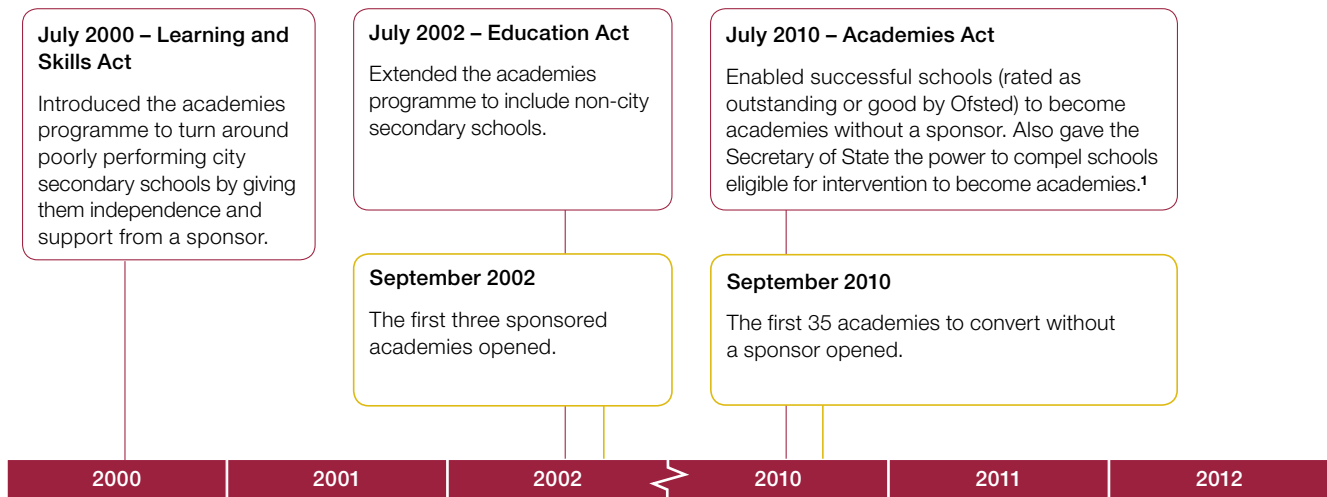 July 2000 – Learning and
Skills Act
Introduced the academies
programme to turn around
poorly performing city
secondary schools by giving
them independence and
support from a sponsor.
July 2002 – Education Act
Extended the academies
programme to include non-city
secondary schools.
July 2010 – Academies Act
Enabled successful schools (rated as
outstanding or good by Ofsted) to become
academies without a sponsor. Also gave the
Secretary of State the power to compel schools
eligible for intervention to become academies.¹
September 2002
The first three sponsored
academies opened.
September 2010
The first 35 academies to convert without
a sponsor opened.
2000 2001 2002 2010 2011 2012